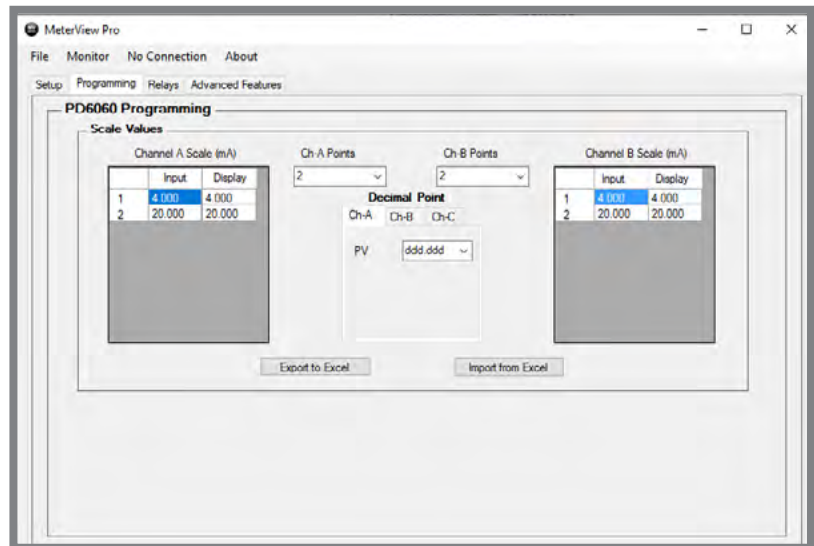 MeterView Pro
File Monitor No Connection About
Setup Programming Relays Advanced Features
PD6060 Programming
Scale Values
Channel A Scale (mA) Ch-A Points Ch-B Points Channel B Scale (mA)
2 2
Input Display Input Display
1 4.000 4.000 1 4.000 4.000
2 20.000 20.000 2 20.000 20.000
Decimal Point
Ch-A Ch-B Ch-C
PV ddd.ddd
Export to Excel Import from Excel